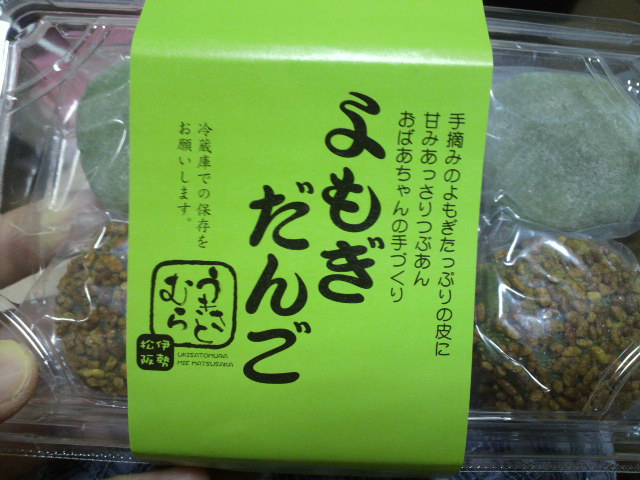 手摘みのよもぎたっぷりの皮に
甘みあっさりつぶあん
おばあちゃんの手づくり
よもぎ
だんご
冷蔵庫での保存を
お願いします。
うきさと
むら
伊勢
松阪
UKISATOMURA
MIE MATSUSAKA